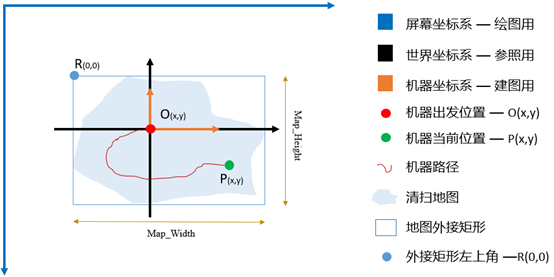 R(0,0)
O(x,y)
P(x,y)
Map_Height
Map_Width
屏幕坐标系 — 绘图用
世界坐标系 — 参照用
机器坐标系 — 建图用
机器出发位置 — O(x,y)
机器当前位置 — P(x,y)
机器路径
清扫地图
地图外接矩形
外接矩形左上角 —R(0,0)